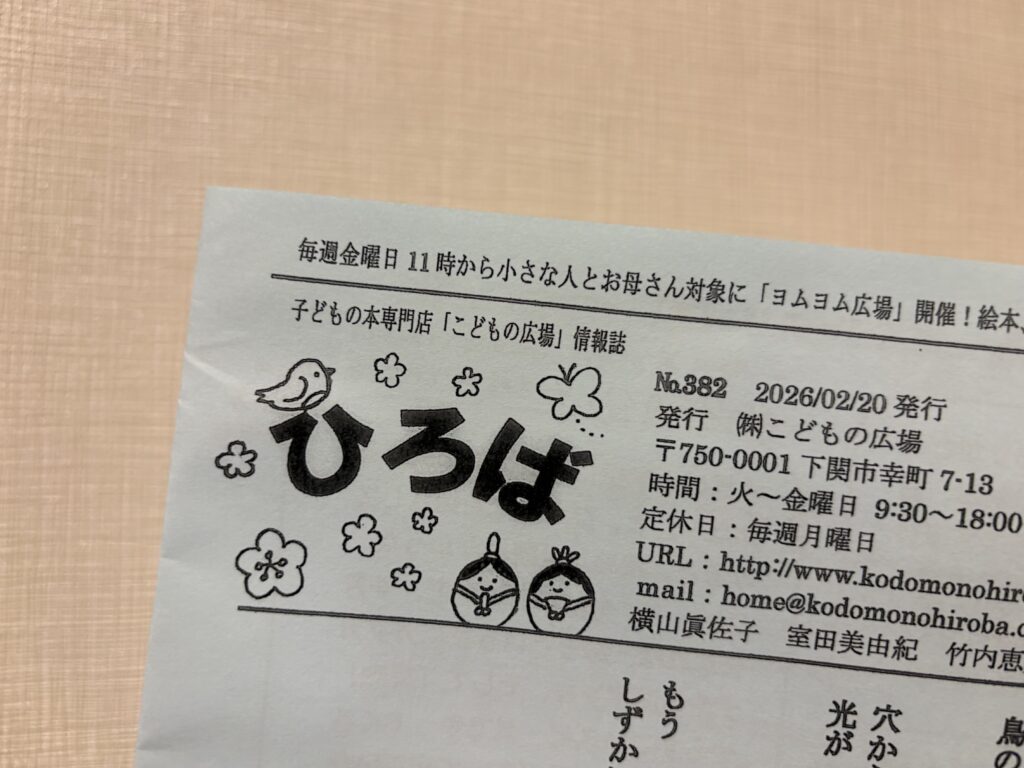 毎週金曜日 11時から小さな人とお母さん対象に「ヨムヨム広場」開催！絵本、
子どもの本専門店「こどもの広場」情報誌
ひろば
№382 2026/02/20 発行
発行 ㈱こどもの広場
〒750-0001 下関市幸町 7-13
時間：火～金曜日 9:30～18:00
定休日：毎週月曜日
URL：http://www.kodomonohir
mail：home@kodomonohiroba.
横山眞佐子 室田美由紀 竹内恵
鳥の
穴か
光が
もう
しずか